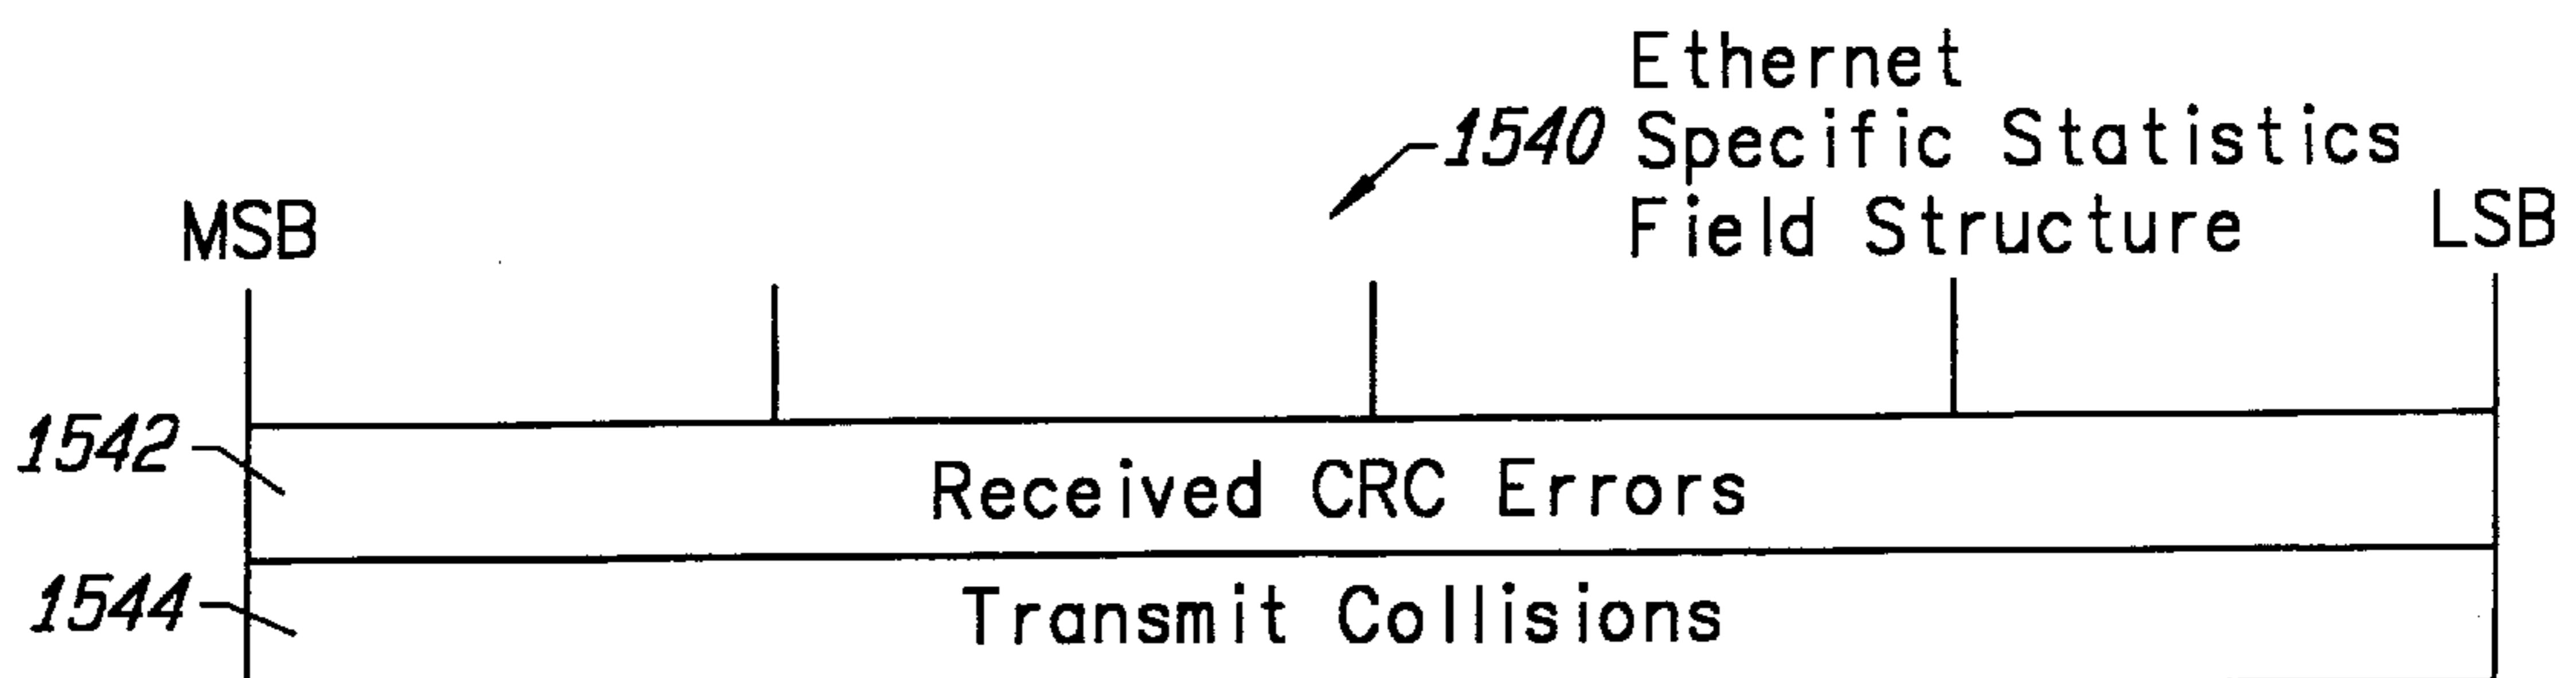 Ethernet
1540 Specific Statistics
MSB Field Structure LSB
1542 Received CRC Errors
1544 Transmit Collisions